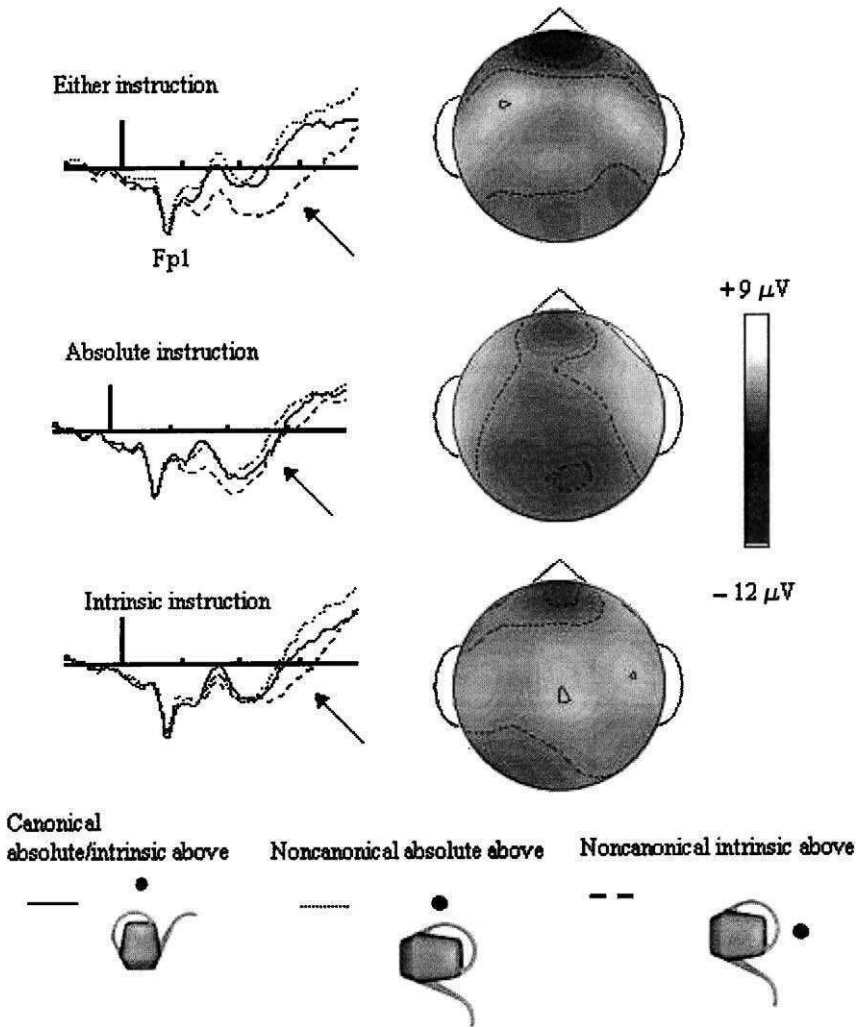 Either instruction
Fp1
Absolute instruction
+9 μV
Intrinsic instruction
−12 μV
Canonical
absolute/intrinsic above
Noncanonical absolute above
Noncanonical intrinsic above